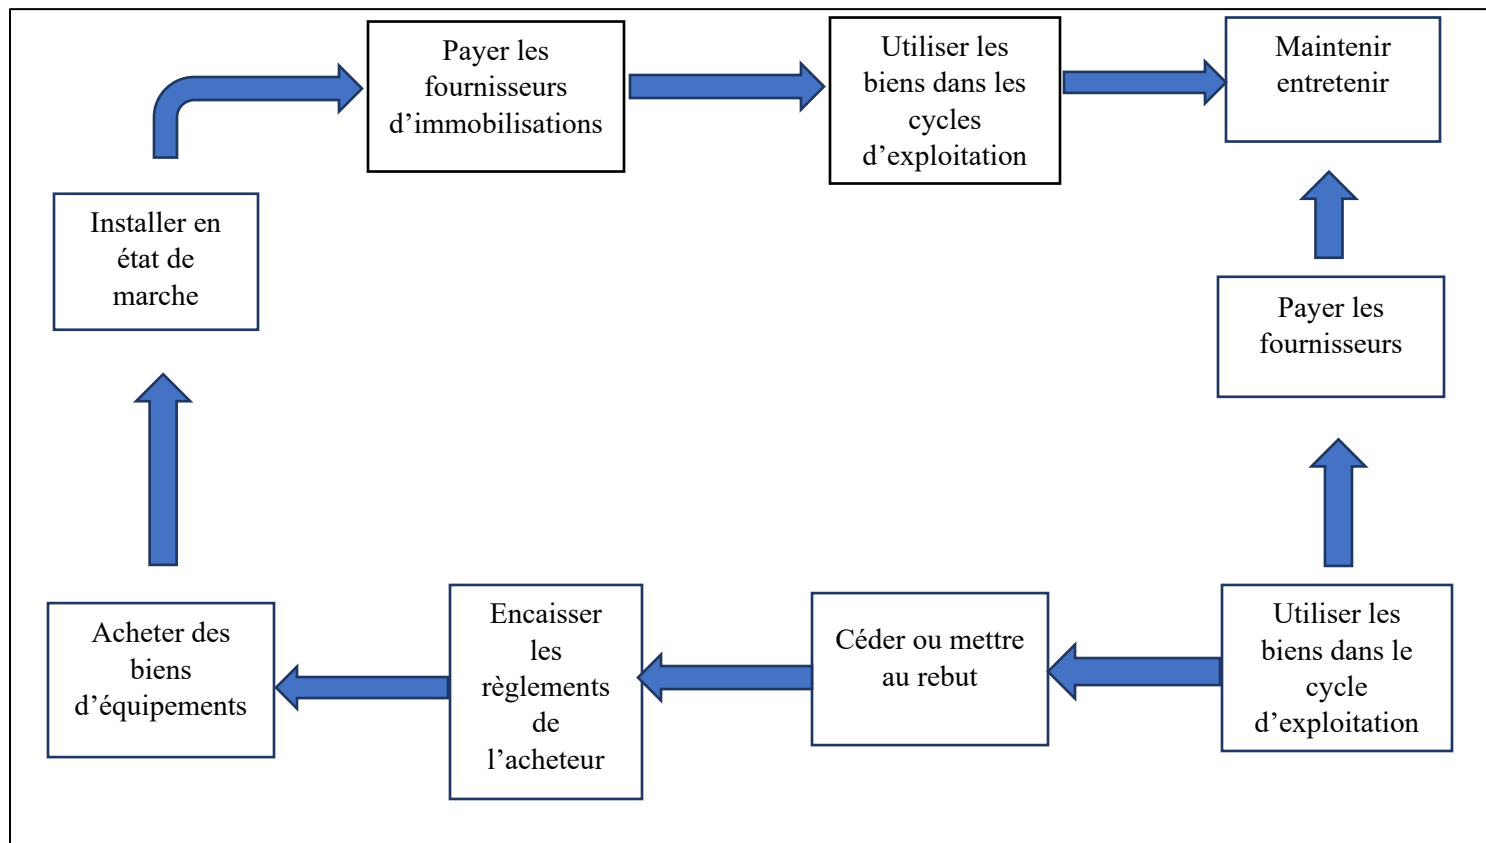 Payer les
fournisseurs
d’immobilisations
Utiliser les
biens dans les
cycles
d’exploitation
Maintenir
entretenir
Installer en
état de
marche
Payer les
fournisseurs
Acheter des
biens
d’équipements
Encaisser
les
règlements
de
l’acheteur
Céder ou mettre
au rebut
Utiliser les
biens dans le
cycle
d’exploitation